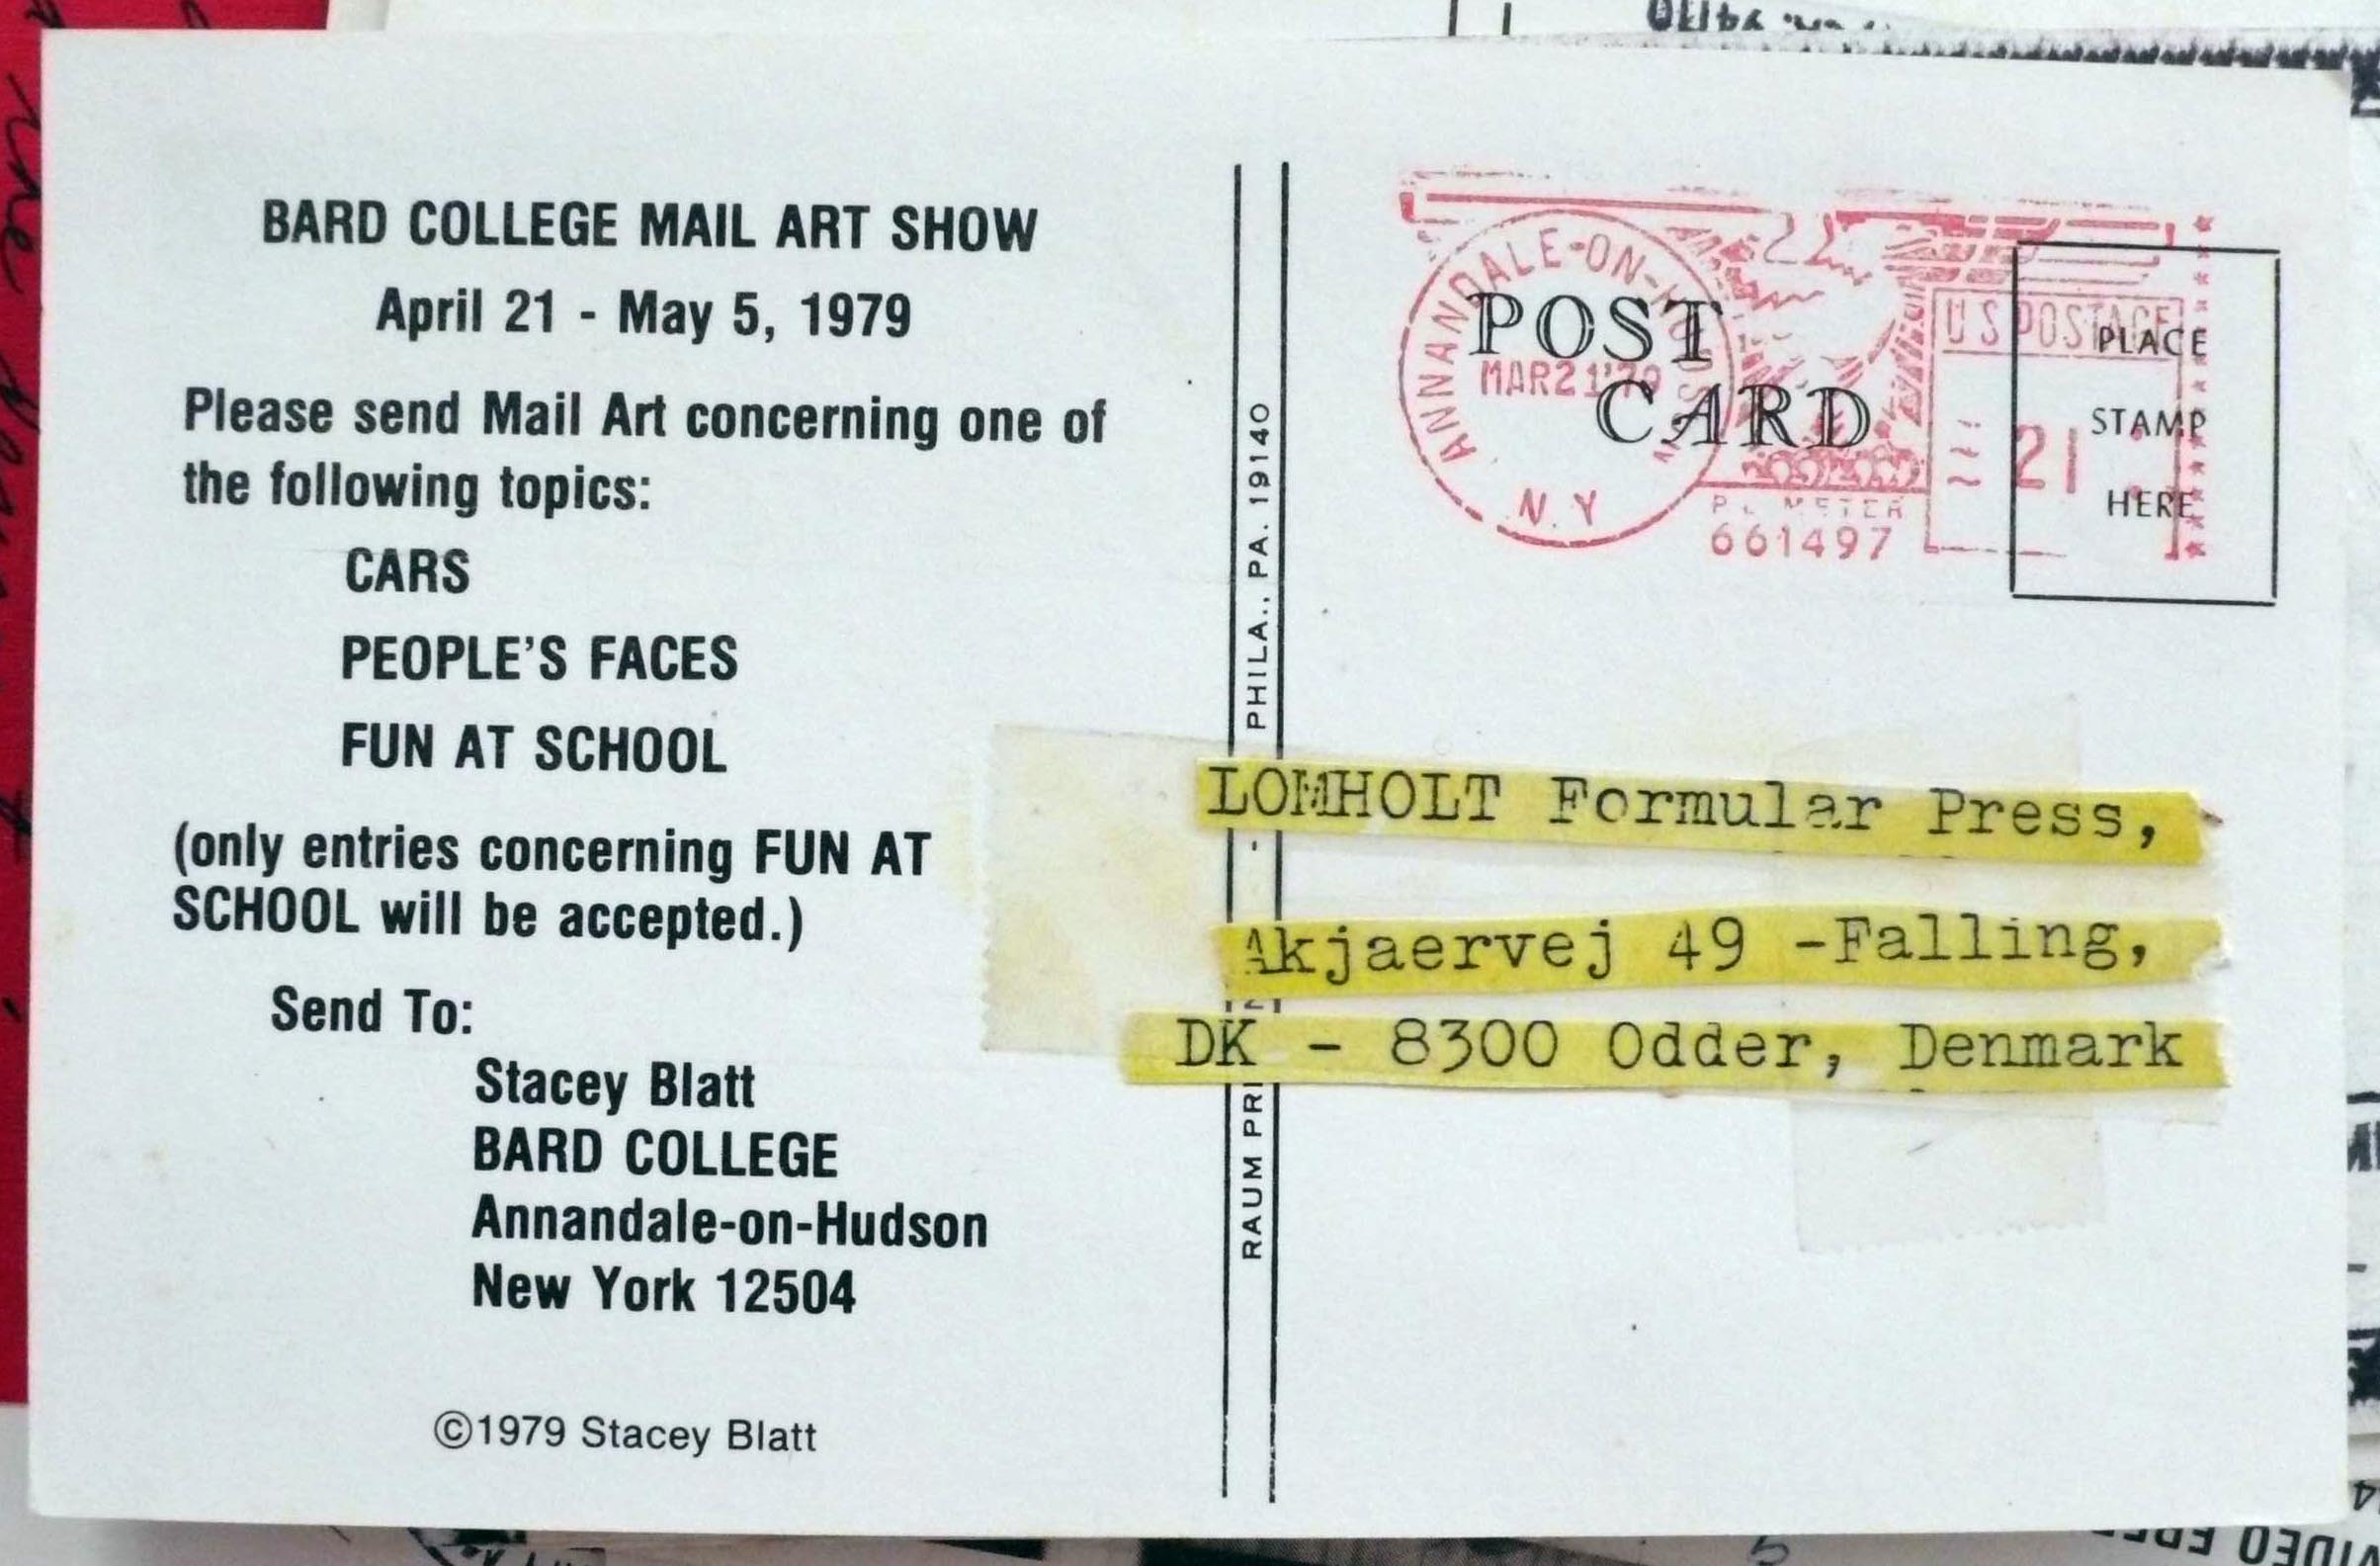 BARD COLLEGE MAIL ART SHOW
April 21 - May 5, 1979
Please send Mail Art concerning one of
the following topics:
CARS
PEOPLE'S FACES
FUN AT SCHOOL
(only entries concerning FUN AT
SCHOOL will be accepted.)
Send To:
Stacey Blatt
BARD COLLEGE
Annandale-on-Hudson
New York 12504
©1979 Stacey Blatt
RAUM
- PHILA., PA. 19140
ANNANDALE-ON-HUDSON
MAR21'79
N.Y
METER
661497
U S POSTAGE
21
POST
CARD
PLACE
STAMP
HERE
LOMHOLT Formular Press,
Akjaervej 49 -Falling,
DK - 8300 Odder, Denmark